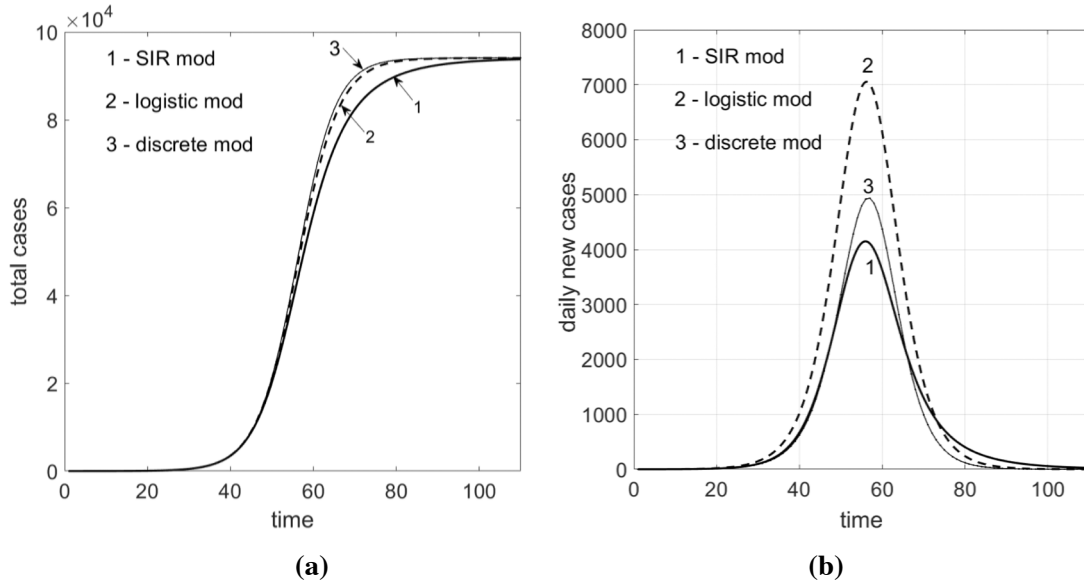 ×10⁴
10
8
6
4
2
0
total cases
1 - SIR mod
2 - logistic mod
3 - discrete mod
3
1
2
0 20 40 60 80 100
time
(a)
8000
7000
6000
5000
4000
3000
2000
1000
0
daily new cases
1 - SIR mod
2 - logistic mod
3 - discrete mod
2
3
1
0 20 40 60 80 100
time
(b)